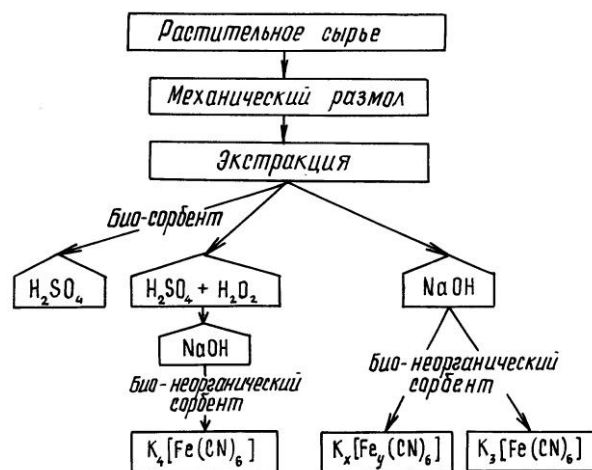 Растительное сырье
Механический размол
Экстракция
Био-сорбент
H₂SO₄
H₂SO₄ + H₂O₂
NaOH
NaOH
Био-неорганический
сорбент
Био-неорганический
сорбент
K₄[Fe(CN)₆]
Kₓ[Feᵧ(CN)₆]
K₃[Fe(CN)₆]